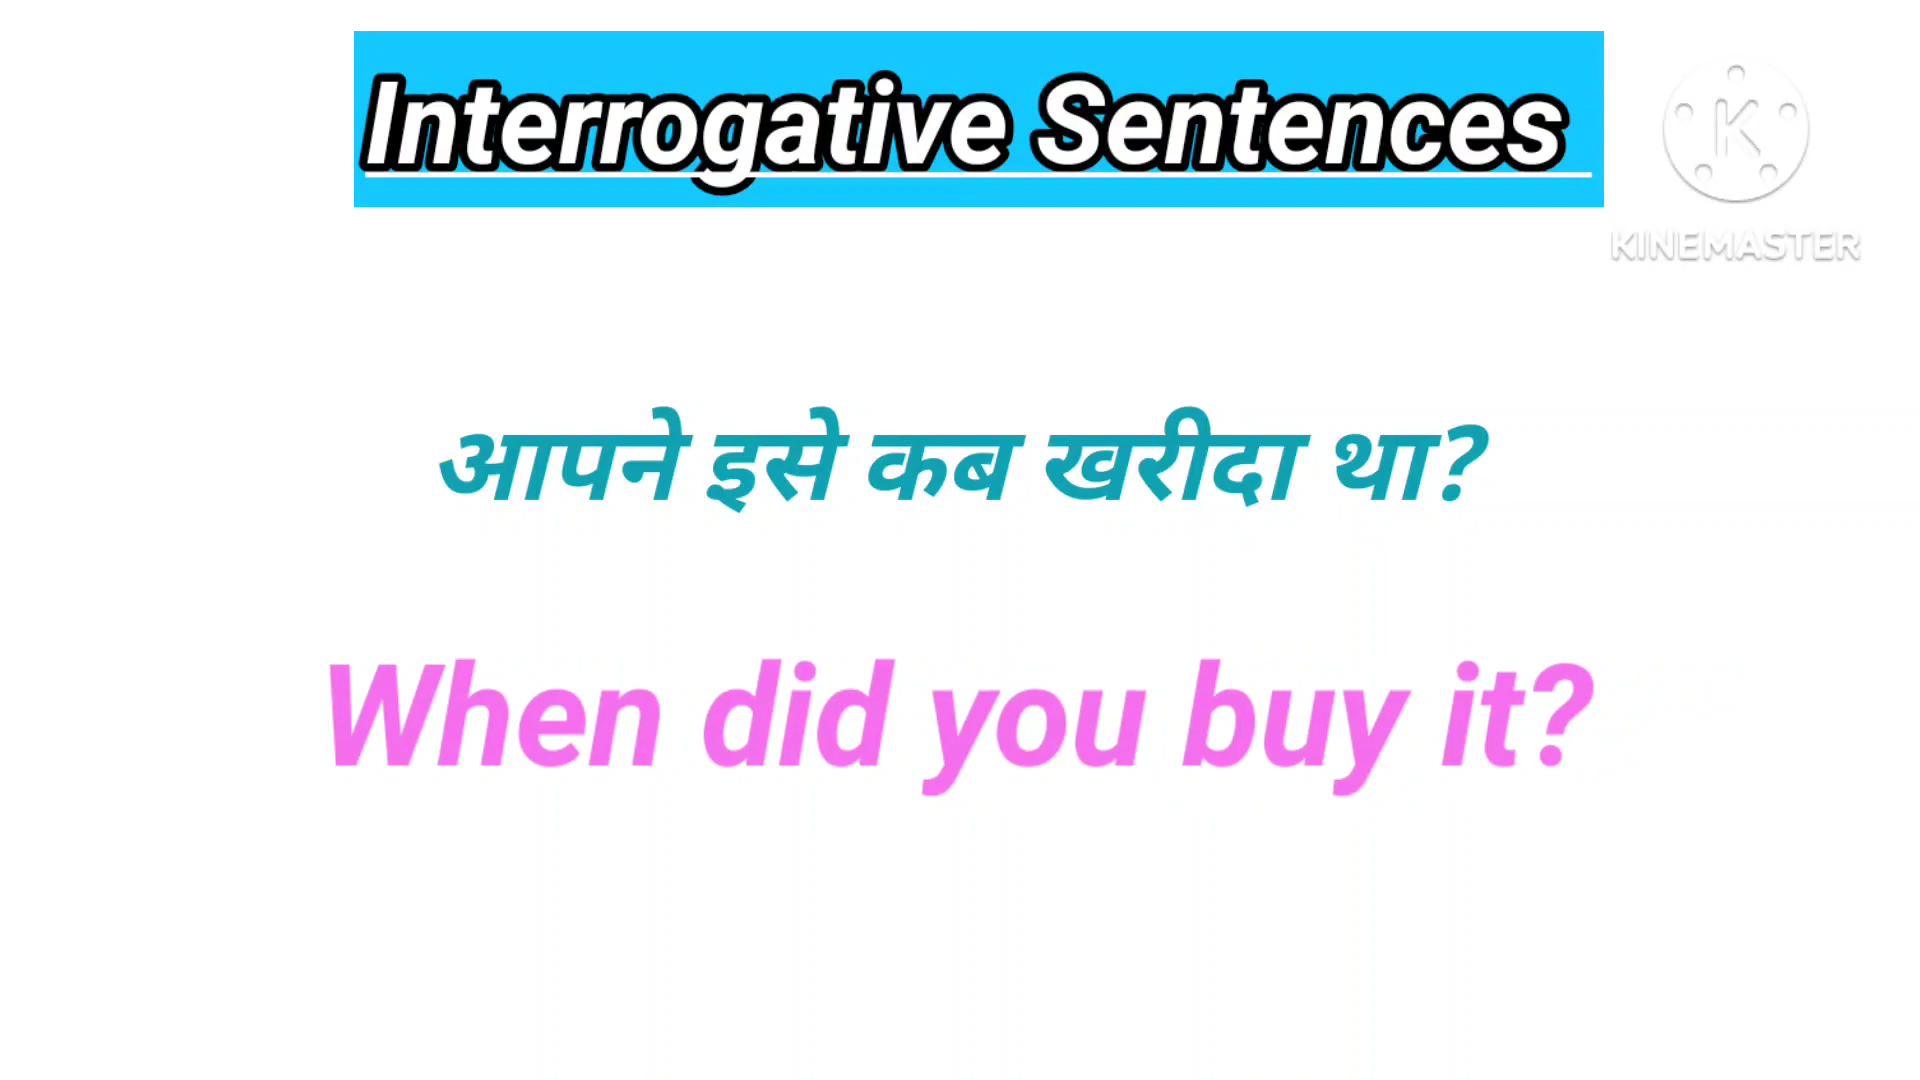 Interrogative Sentences
K
KINEMASTER
आपने इसे कब खरीदा था?
When did you buy it?